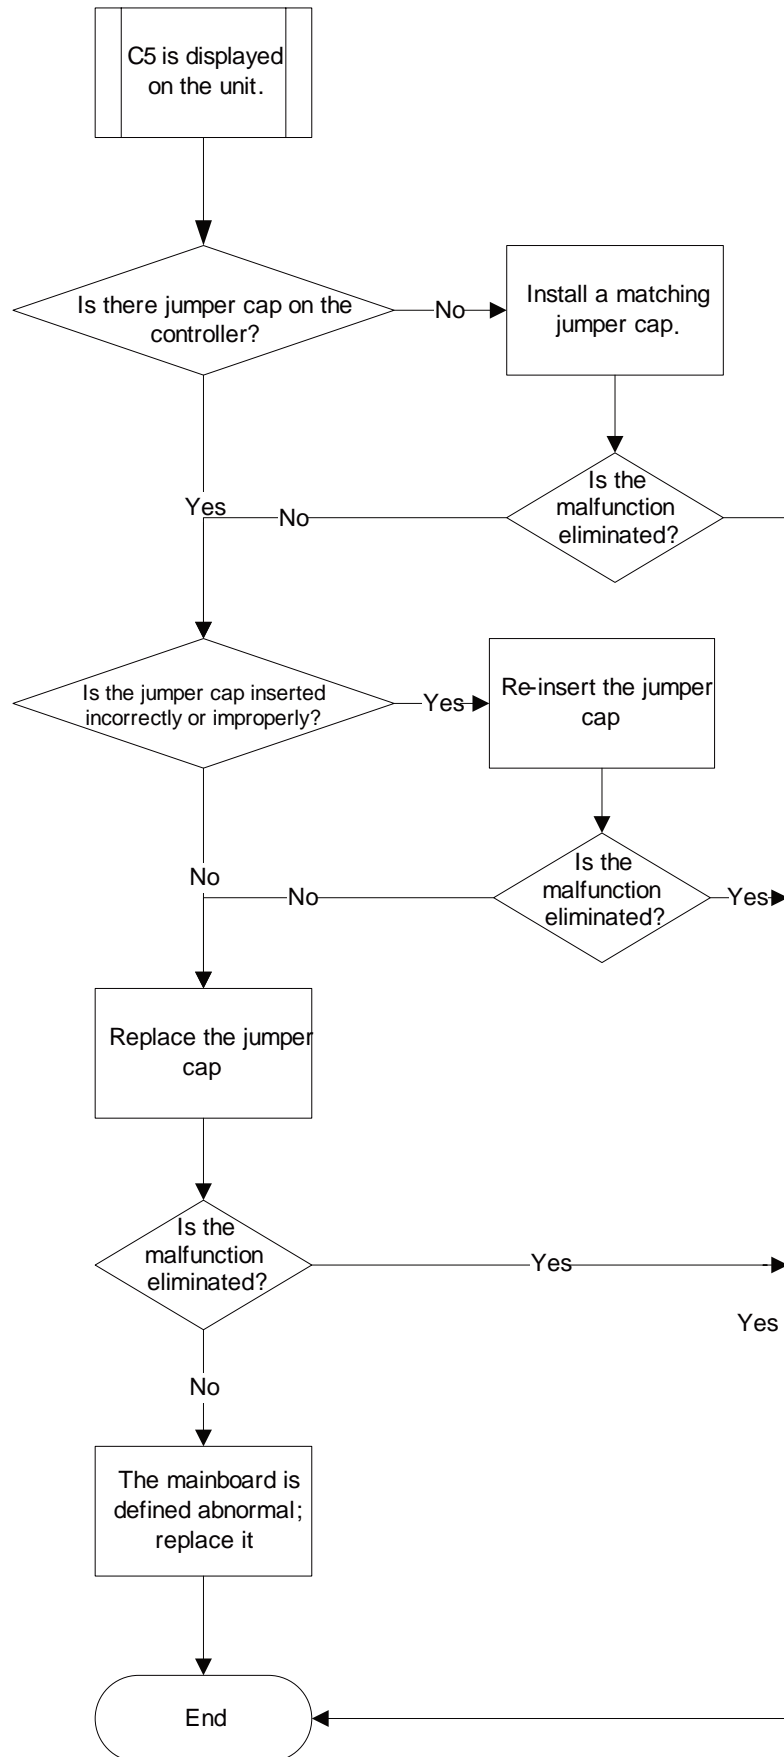 C5 is displayed
on the unit.
Is there jumper cap on the
controller?
No
Install a matching
jumper cap.
Yes
No
Is the
malfunction
eliminated?
Is the jumper cap inserted
incorrectly or improperly?
Yes
Re-insert the jumper
cap
No
No
Is the
malfunction
eliminated?
Yes
Replace the jumper
cap
Is the
malfunction
eliminated?
Yes
Yes
No
The mainboard is
defined abnormal;
replace it
End